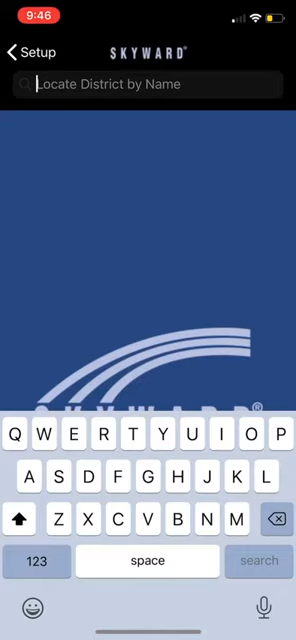 9:46
Setup
SKYWARD®
Locate District by Name
SKYWARD®
Q W E R T Y U I O P
A S D F G H J K L
Z X C V B N M
123 space search